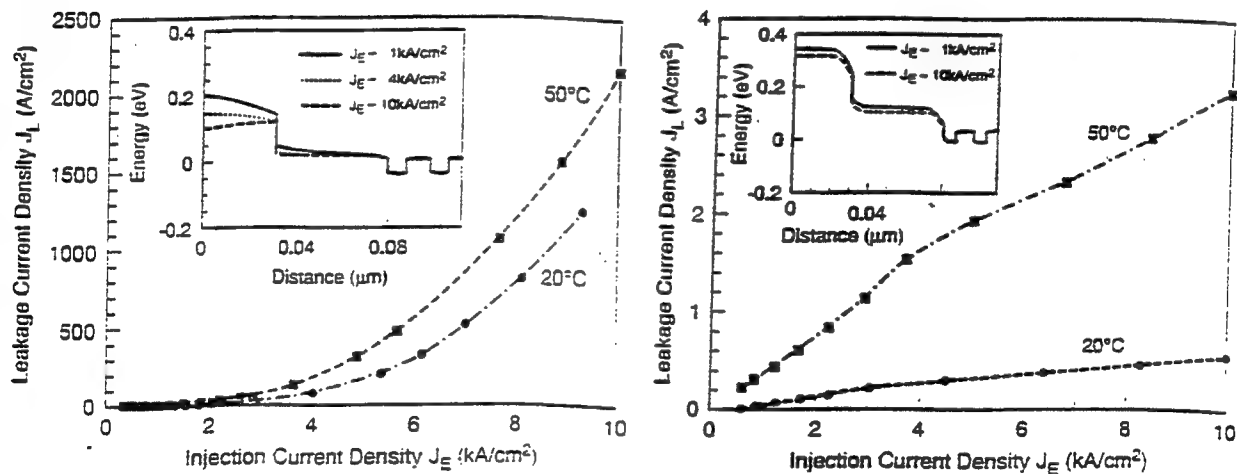 Leakage Current Density J_L (A/cm²)
2500
2000
1500
1000
500
0
0
2
4
6
8
10
Injection Current Density J_E (kA/cm²)
50°C
20°C
Energy (eV)
0.4
0.2
0
-0.2
0
0.04
0.08
Distance (μm)
J_E - 1kA/cm²
J_E - 4kA/cm²
J_E - 10kA/cm²
Leakage Current Density J_L (A/cm²)
4
3
2
1
0
0
2
4
6
8
10
Injection Current Density J_E (kA/cm²)
50°C
20°C
Energy (eV)
0.4
0.2
0
-0.2
0
0.04
Distance (μm)
J_E - 1kA/cm²
J_E - 10kA/cm²